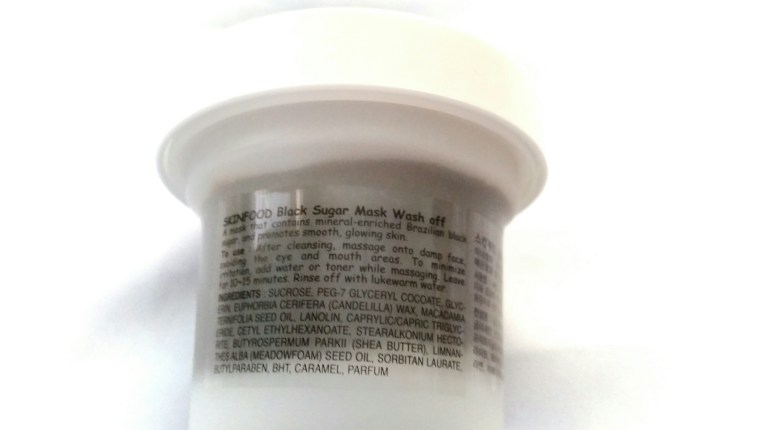 SKINFOOD Black Sugar Mask Wash off
A mask that contains mineral-enriched Brazilian black
sugar, and promotes smooth, glowing skin.
To use : After cleansing, massage onto damp face,
avoiding the eye and mouth areas. To minimize
irritation, add water or toner while massaging. Leave
for 10~15 minutes. Rinse off with lukewarm water.
INGREDIENTS : SUCROSE, PEG-7 GLYCERYL COCOATE, GLYC-
ERIN, EUPHORBIA CERIFERA (CANDELILLA) WAX, MACADAMIA
TERNIFOLIA SEED OIL, LANOLIN, CAPRYLIC/CAPRIC TRIGLYC-
ERIDE, CETYL ETHYLHEXANOATE, STEARALKONIUM HECTO-
RITE, BUTYROSPERMUM PARKII (SHEA BUTTER), LIMNAN-
THES ALBA (MEADOWFOAM) SEED OIL, SORBITAN LAURATE,
BUTYLPARABEN, BHT, CARAMEL, PARFUM